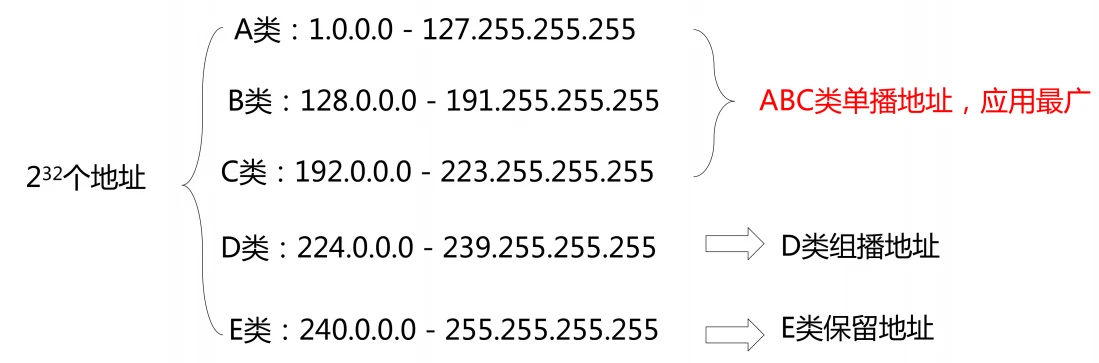 A类：1.0.0.0 - 127.255.255.255
B类：128.0.0.0 - 191.255.255.255
ABC类单播地址，应用最广
2³²个地址
C类：192.0.0.0 - 223.255.255.255
D类：224.0.0.0 - 239.255.255.255
D类组播地址
E类：240.0.0.0 - 255.255.255.255
E类保留地址